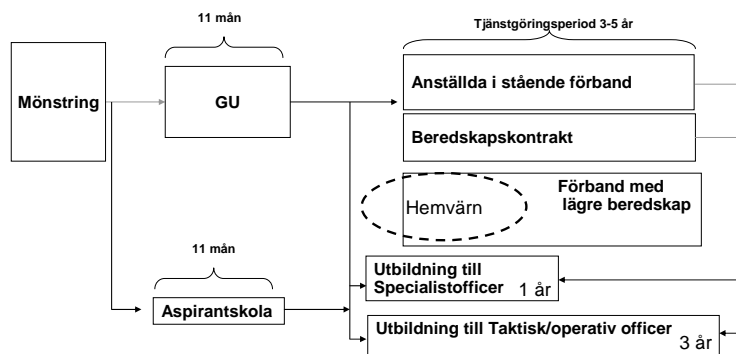 11 mån
Tjänstgöringsperiod 3-5 år
Mönstring
GU
Anställda i stående förband
Beredskapskontrakt
Hemvärn
Förband med
lägre beredskap
11 mån
Aspirantskola
Utbildning till
Specialistofficer
1 år
Utbildning till Taktisk/operativ officer
3 år